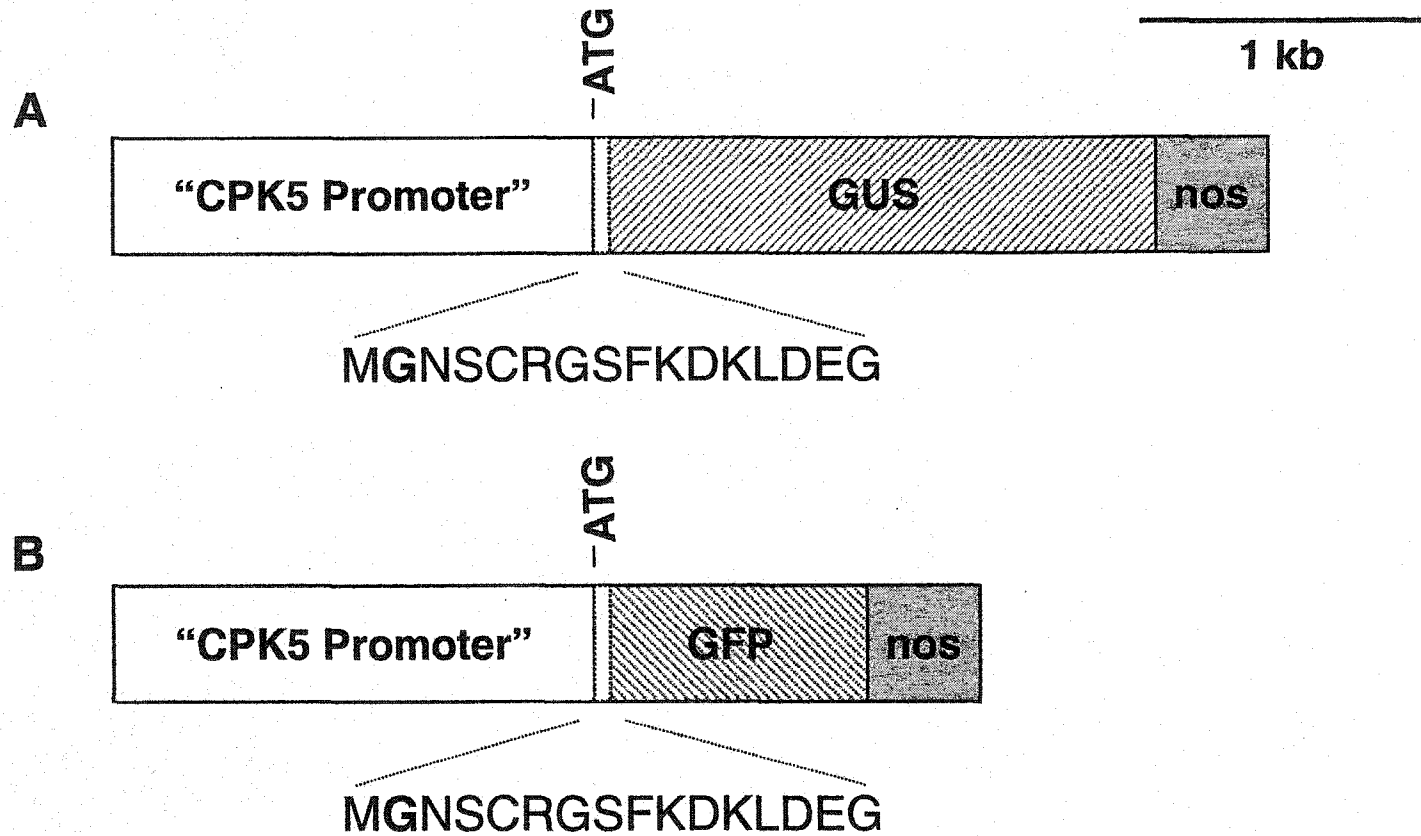 1 kb
A
ATG
“CPK5 Promoter” GUS nos
MGNSCRGSFKDKLDEG
B
ATG
“CPK5 Promoter” GFP nos
MGNSCRGSFKDKLDEG